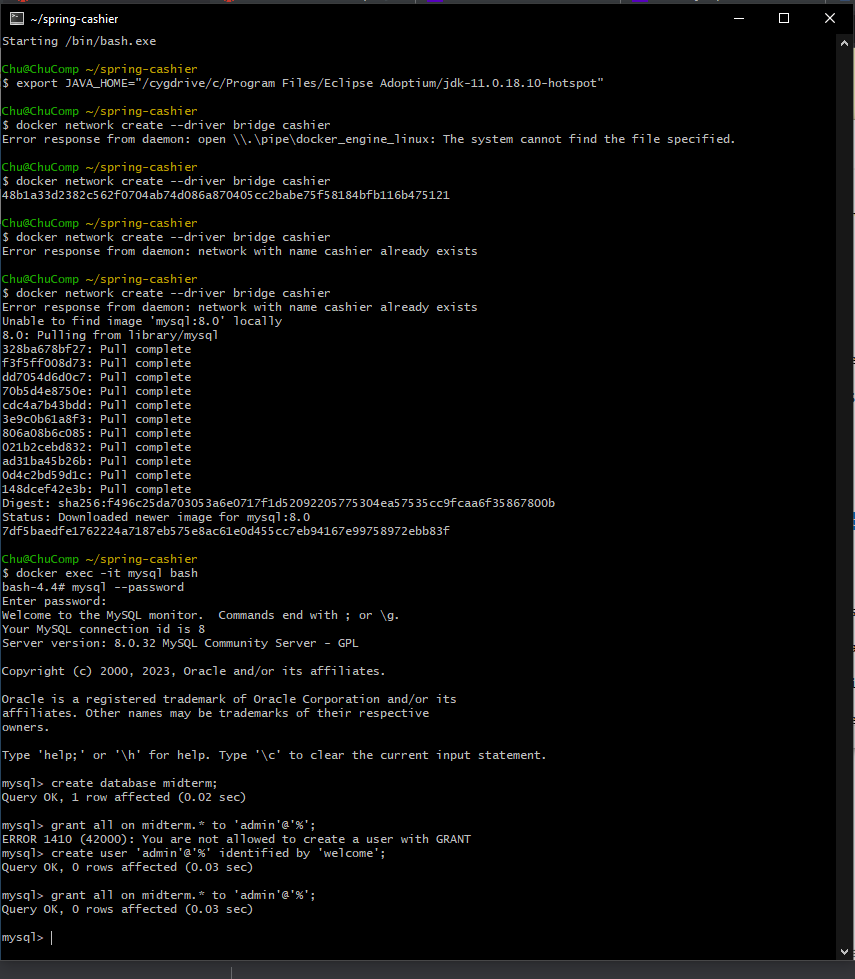 ~/spring-cashier
Starting /bin/bash.exe
Chu@ChuComp ~/spring-cashier
$ export JAVA_HOME="/cygdrive/c/Program Files/Eclipse Adoptium/jdk-11.0.18.10-hotspot"
Chu@ChuComp ~/spring-cashier
$ docker network create --driver bridge cashier
Error response from daemon: open \\.\pipe\docker_engine_linux: The system cannot find the file specified.
Chu@ChuComp ~/spring-cashier
$ docker network create --driver bridge cashier
48b1a33d2382c562f0704ab74d086a870405cc2babe75f58184bfb116b475121
Chu@ChuComp ~/spring-cashier
$ docker network create --driver bridge cashier
Error response from daemon: network with name cashier already exists
Chu@ChuComp ~/spring-cashier
$ docker network create --driver bridge cashier
Error response from daemon: network with name cashier already exists
Unable to find image 'mysql:8.0' locally
8.0: Pulling from library/mysql
328ba678bf27: Pull complete
f3f5ff008d73: Pull complete
dd7054d6d0c7: Pull complete
70b5d4e8750e: Pull complete
cdc4a7b43bdd: Pull complete
3e9c0b61a8f3: Pull complete
806a08b6c085: Pull complete
021b2cebd832: Pull complete
ad31ba45b26b: Pull complete
0d4c2bd59d1c: Pull complete
148dcef42e3b: Pull complete
Digest: sha256:f496c25da703053a6e0717f1d52092205775304ea57535cc9fcaa6f35867800b
Status: Downloaded newer image for mysql:8.0
7df5baedfe1762224a7187eb575e8ac61e0d455cc7eb94167e99758972ebb83f
Chu@ChuComp ~/spring-cashier
$ docker exec -it mysql bash
bash-4.4# mysql --password
Enter password:
Welcome to the MySQL monitor.  Commands end with ; or \g.
Your MySQL connection id is 8
Server version: 8.0.32 MySQL Community Server - GPL
Copyright (c) 2000, 2023, Oracle and/or its affiliates.
Oracle is a registered trademark of Oracle Corporation and/or its
affiliates. Other names may be trademarks of their respective
owners.
Type 'help;' or '\h' for help. Type '\c' to clear the current input statement.
mysql> create database midterm;
Query OK, 1 row affected (0.02 sec)
mysql> grant all on midterm.* to 'admin'@'%';
ERROR 1410 (42000): You are not allowed to create a user with GRANT
mysql> create user 'admin'@'%' identified by 'welcome';
Query OK, 0 rows affected (0.03 sec)
mysql> grant all on midterm.* to 'admin'@'%';
Query OK, 0 rows affected (0.03 sec)
mysql>